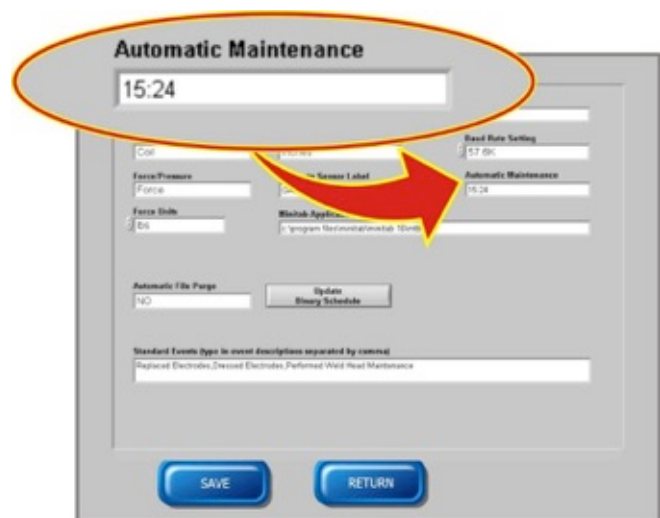 Automatic Maintenance
15:24
Baud Rate Setting
Coil
57.6K
Force/Pressure
Sensor Label
Automatic Maintenance
Force
15:24
Force Units
Minitab
lbs
Automatic File Purge
Update
Binary Schedule
NO
Standard Events (type in event descriptions separated by comma)
Replaced Electrodes,Dressed Electrodes,Performed Weld Head Maintenance
SAVE
RETURN